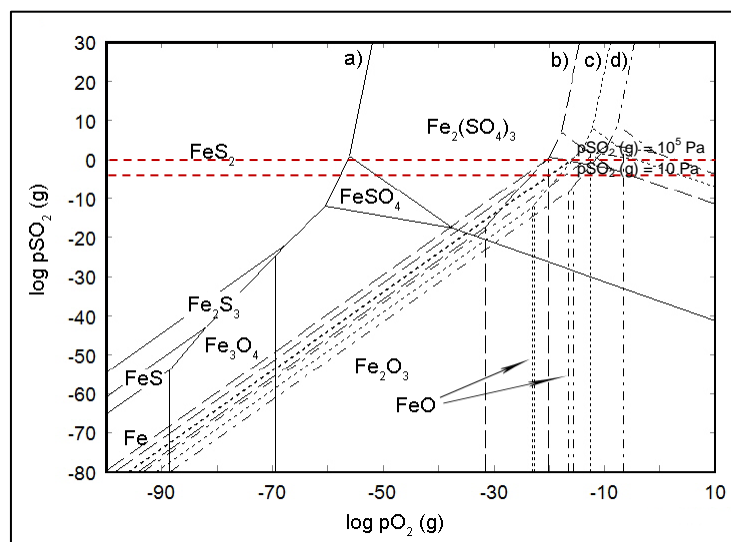 30
20
10
0
-10
-20
-30
-40
-50
-60
-70
-80
log pSO₂ (g)
a)
b)
c)
d)
Fe₂(SO₄)₃
FeS₂
pSO₂ (g) = 10⁵ Pa
pSO₂ (g) = 10 Pa
FeSO₄
Fe₂S₃
Fe₃O₄
Fe₂O₃
FeS
FeO
Fe
-90
-70
-50
-30
-10
10
log pO₂ (g)